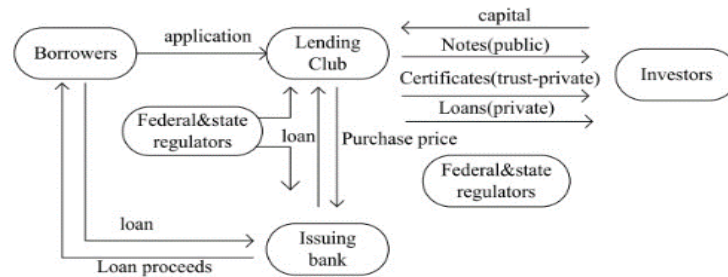 capital
application
Borrowers
Lending
Club
Notes(public)
Certificates(trust-private)
Investors
Loans(private)
Federal&state
regulators
loan
Purchase price
Federal&state
regulators
loan
Issuing
bank
Loan proceeds